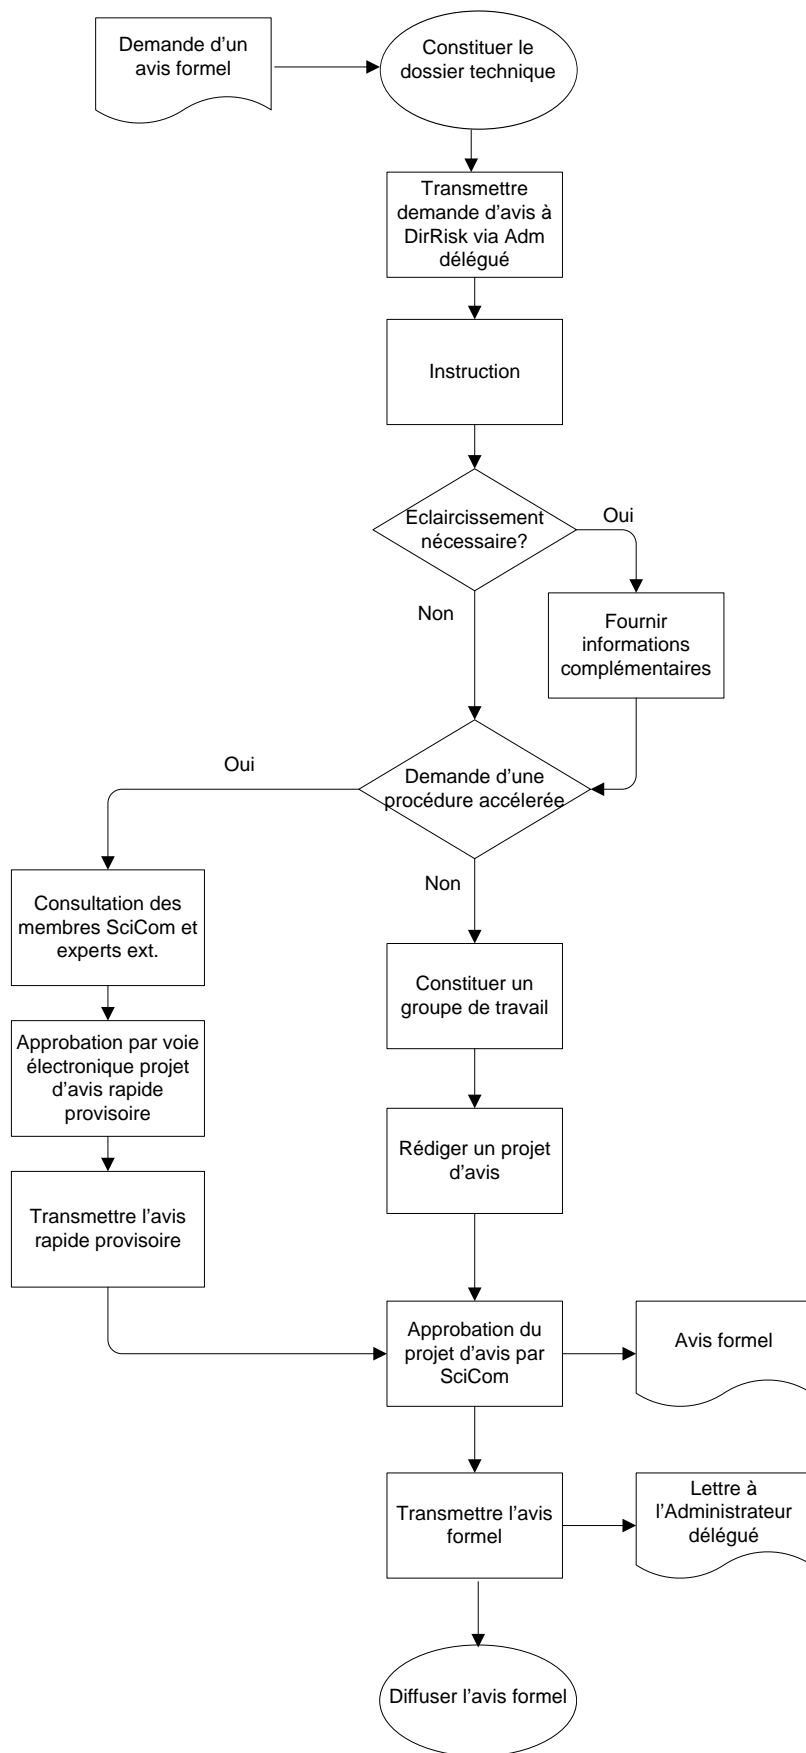 Demande d'un
avis formel
Constituer le
dossier technique
Transmettre
demande d'avis à
DirRisk via Adm
délégué
Instruction
Eclaircissement
nécessaire?
Oui
Non
Fournir
informations
complémentaires
Oui
Demande d'une
procédure accélerée
Non
Consultation des
membres SciCom et
experts ext.
Constituer un
groupe de travail
Approbation par voie
électronique projet
d'avis rapide
provisoire
Rédiger un projet
d'avis
Transmettre l'avis
rapide provisoire
Approbation du
projet d'avis par
SciCom
Avis formel
Transmettre l'avis
formel
Lettre à
l'Administrateur
délégué
Diffuser l'avis formel